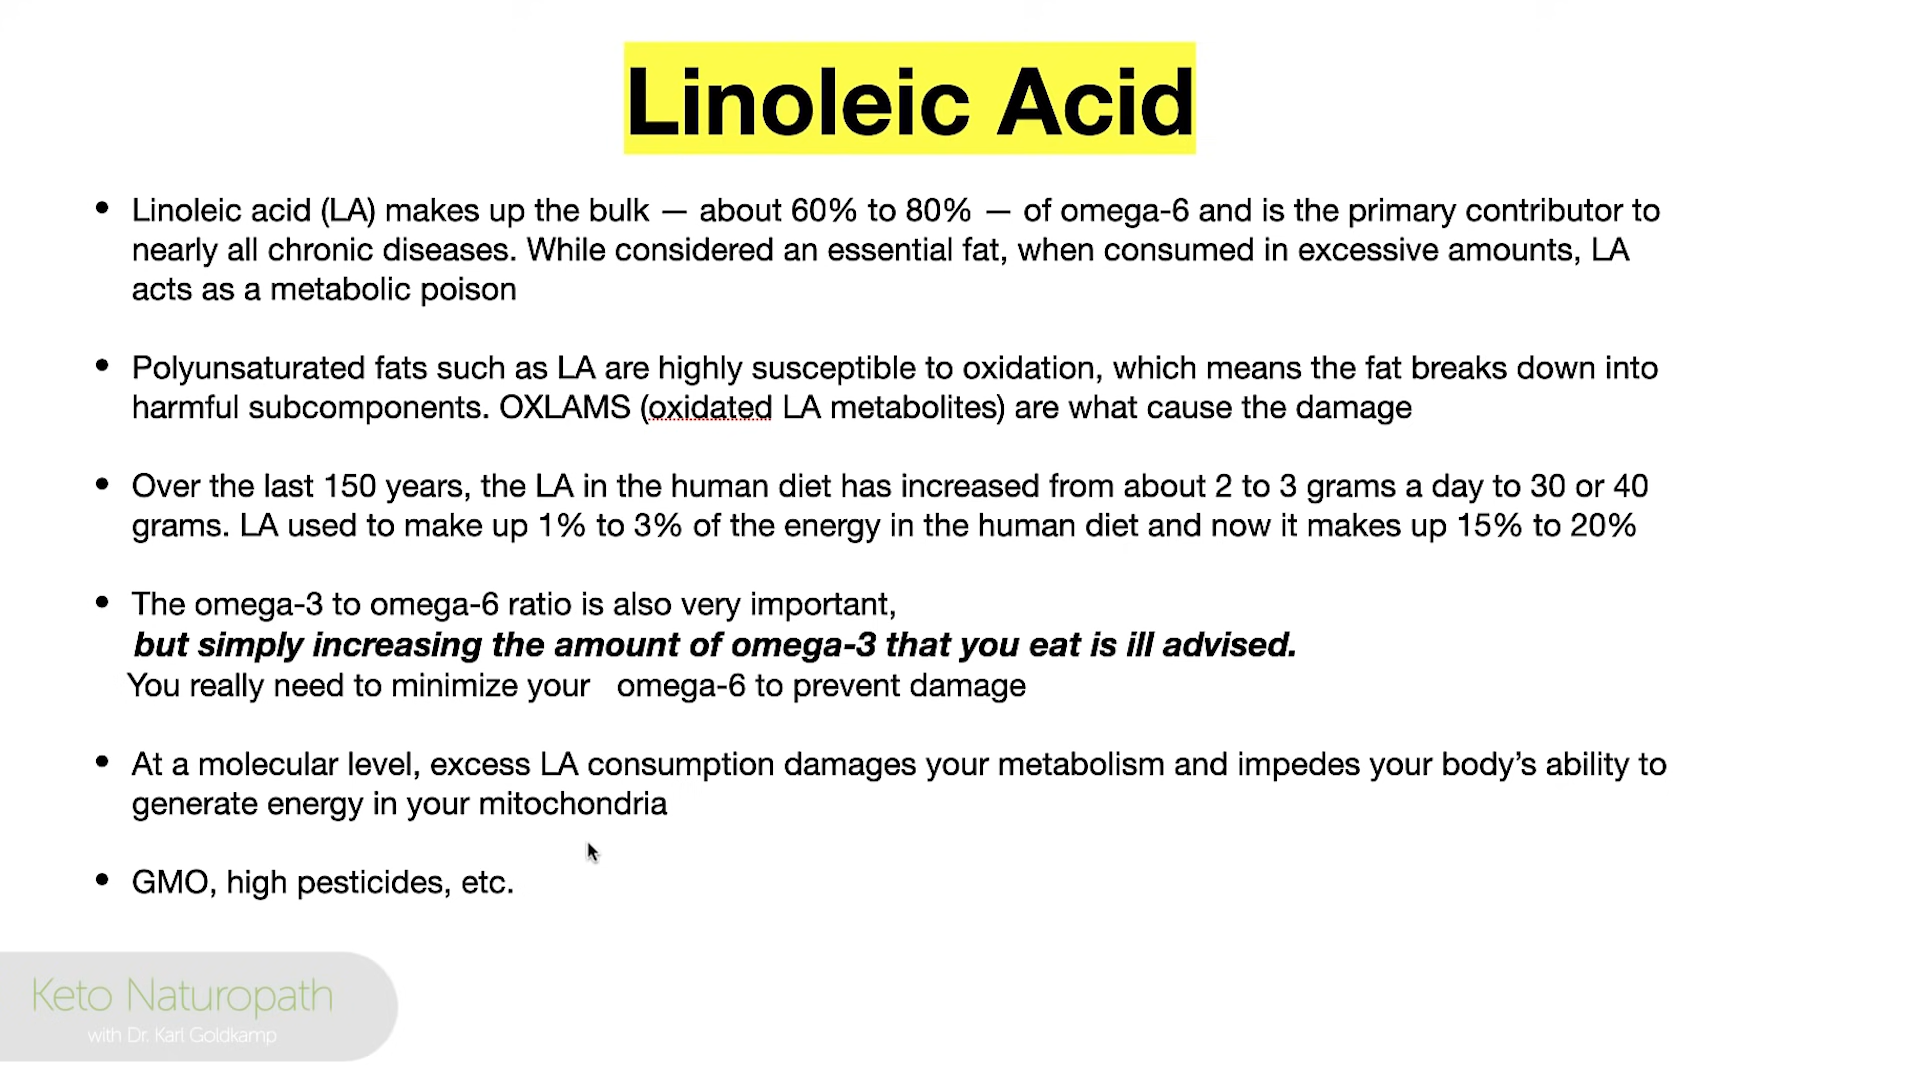 Linoleic Acid
• Linoleic acid (LA) makes up the bulk — about 60% to 80% — of omega-6 and is the primary contributor to
nearly all chronic diseases. While considered an essential fat, when consumed in excessive amounts, LA
acts as a metabolic poison
• Polyunsaturated fats such as LA are highly susceptible to oxidation, which means the fat breaks down into
harmful subcomponents. OXLAMS (oxidated LA metabolites) are what cause the damage
• Over the last 150 years, the LA in the human diet has increased from about 2 to 3 grams a day to 30 or 40
grams. LA used to make up 1% to 3% of the energy in the human diet and now it makes up 15% to 20%
• The omega-3 to omega-6 ratio is also very important,
but simply increasing the amount of omega-3 that you eat is ill advised.
You really need to minimize your omega-6 to prevent damage
• At a molecular level, excess LA consumption damages your metabolism and impedes your body’s ability to
generate energy in your mitochondria
• GMO, high pesticides, etc.
Keto Naturopath
with Dr. Karl Goldkamp